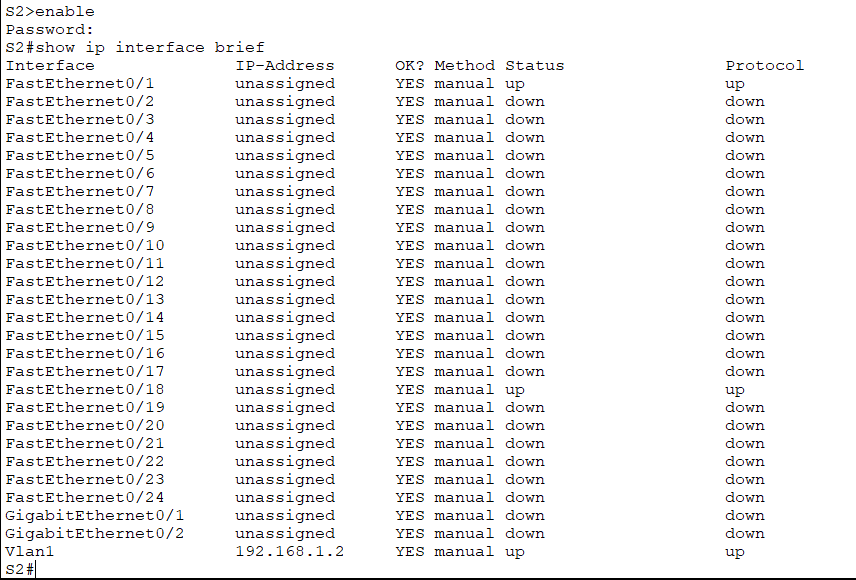 S2>enable
Password:
S2#show ip interface brief
Interface              IP-Address      OK? Method Status                Protocol
FastEthernet0/1        unassigned      YES manual up                    up
FastEthernet0/2        unassigned      YES manual down                  down
FastEthernet0/3        unassigned      YES manual down                  down
FastEthernet0/4        unassigned      YES manual down                  down
FastEthernet0/5        unassigned      YES manual down                  down
FastEthernet0/6        unassigned      YES manual down                  down
FastEthernet0/7        unassigned      YES manual down                  down
FastEthernet0/8        unassigned      YES manual down                  down
FastEthernet0/9        unassigned      YES manual down                  down
FastEthernet0/10       unassigned      YES manual down                  down
FastEthernet0/11       unassigned      YES manual down                  down
FastEthernet0/12       unassigned      YES manual down                  down
FastEthernet0/13       unassigned      YES manual down                  down
FastEthernet0/14       unassigned      YES manual down                  down
FastEthernet0/15       unassigned      YES manual down                  down
FastEthernet0/16       unassigned      YES manual down                  down
FastEthernet0/17       unassigned      YES manual down                  down
FastEthernet0/18       unassigned      YES manual up                    up
FastEthernet0/19       unassigned      YES manual down                  down
FastEthernet0/20       unassigned      YES manual down                  down
FastEthernet0/21       unassigned      YES manual down                  down
FastEthernet0/22       unassigned      YES manual down                  down
FastEthernet0/23       unassigned      YES manual down                  down
FastEthernet0/24       unassigned      YES manual down                  down
GigabitEthernet0/1     unassigned      YES manual down                  down
GigabitEthernet0/2     unassigned      YES manual down                  down
Vlan1                  192.168.1.2     YES manual up                    up
S2#